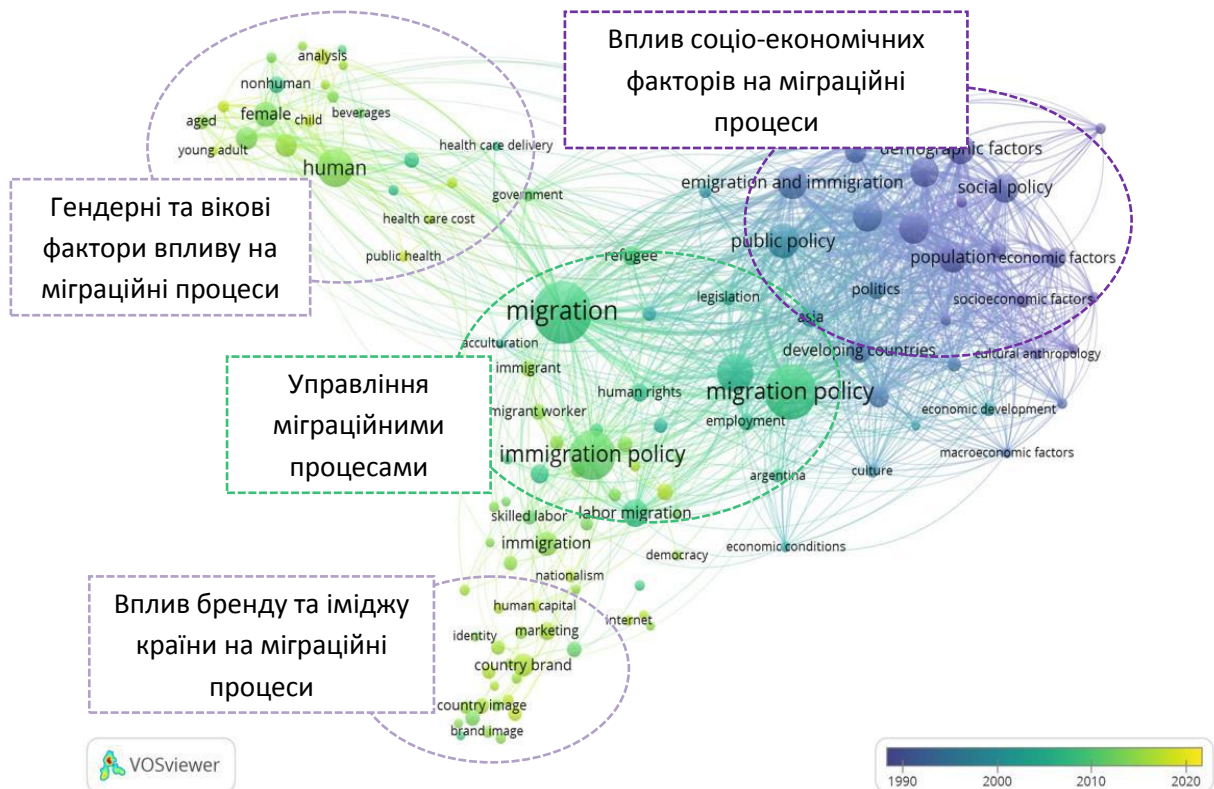 Вплив соціо-економічних
факторів на міграційні
процеси
analysis
nonhuman
female
child
beverages
aged
young adult
human
health care delivery
government
health care cost
public health
Гендерні та вікові
фактори впливу на
міграційні процеси
demographic factors
emigration and immigration
social policy
public policy
population
economic factors
politics
socioeconomic factors
refugee
legislation
asia
migration
acculturation
immigrant
developing countries
cultural anthropology
Управління
міграційними
процесами
human rights
migration policy
migrant worker
employment
economic development
immigration policy
macroeconomic factors
culture
argentina
skilled labor
labor migration
immigration
democracy
economic conditions
nationalism
Вплив бренду та іміджу
країни на міграційні
процеси
human capital
internet
identity
marketing
country brand
country image
brand image
VOSviewer
1990
2000
2010
2020